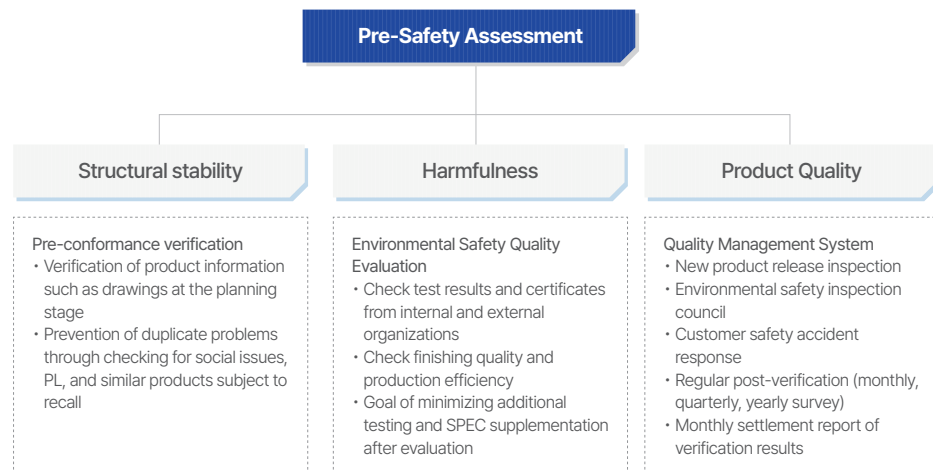 Pre-Safety Assessment
Structural stability
Pre-conformance verification
・Verification of product information
such as drawings at the planning
stage
・Prevention of duplicate problems
through checking for social issues,
PL, and similar products subject to
recall
Harmfulness
Environmental Safety Quality
Evaluation
・Check test results and certificates
from internal and external
organizations
・Check finishing quality and
production efficiency
・Goal of minimizing additional
testing and SPEC supplementation
after evaluation
Product Quality
Quality Management System
・New product release inspection
・Environmental safety inspection
council
・Customer safety accident
response
・Regular post-verification (monthly,
quarterly, yearly survey)
・Monthly settlement report of
verification results